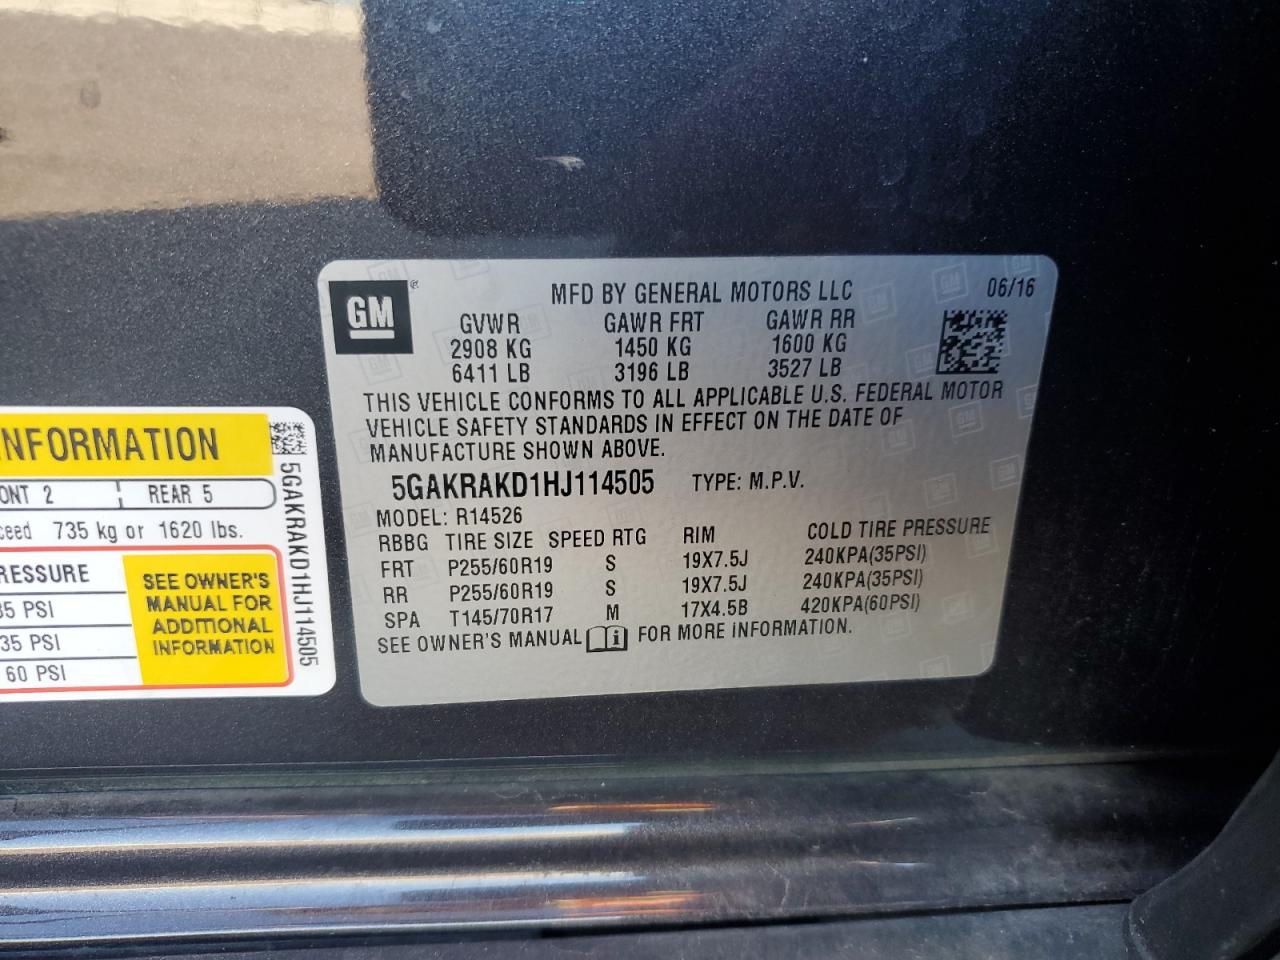 GM®
MFD BY GENERAL MOTORS LLC 06/16
GVWR GAWR FRT GAWR RR
2908 KG 1450 KG 1600 KG
6411 LB 3196 LB 3527 LB
THIS VEHICLE CONFORMS TO ALL APPLICABLE U.S. FEDERAL MOTOR
VEHICLE SAFETY STANDARDS IN EFFECT ON THE DATE OF
MANUFACTURE SHOWN ABOVE.
5GAKRAKD1HJ114505 TYPE: M.P.V.
MODEL: R14526
RBBG TIRE SIZE SPEED RTG RIM COLD TIRE PRESSURE
FRT P255/60R19 S 19X7.5J 240KPA(35PSI)
RR P255/60R19 S 19X7.5J 240KPA(35PSI)
SPA T145/70R17 M 17X4.5B 420KPA(60PSI)
SEE OWNER'S MANUAL i FOR MORE INFORMATION.
NFORMATION
ONT 2 REAR 5
ceed 735 kg or 1620 lbs.
RESSURE
35 PSI
35 PSI
60 PSI
SEE OWNER'S
MANUAL FOR
ADDITIONAL
INFORMATION
5GAKRAKD1HJ114505